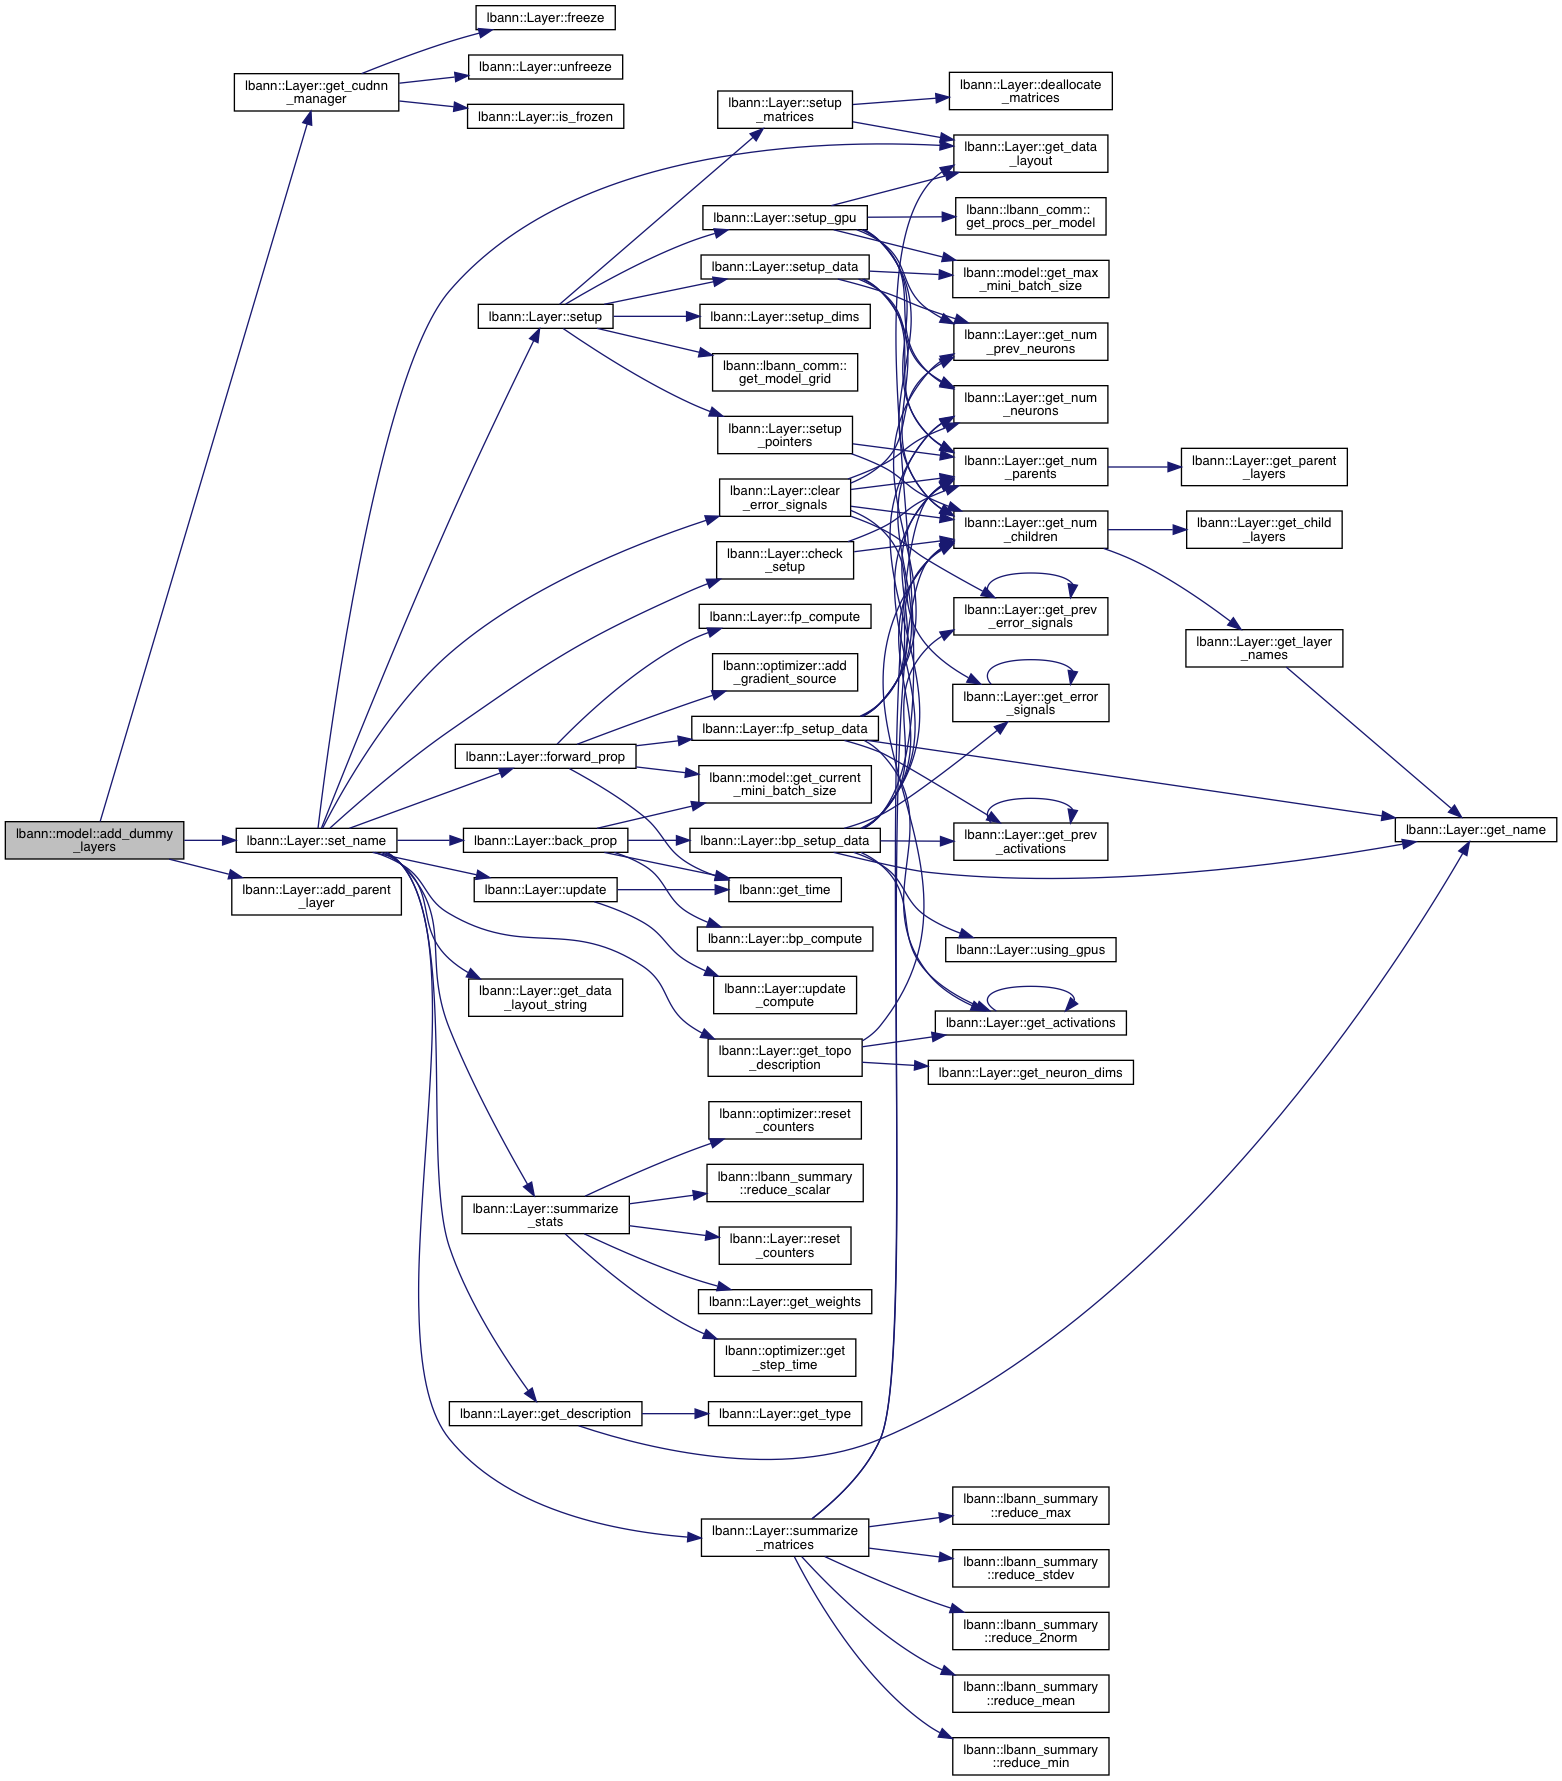 lbann::model::add_dummy
_layers
lbann::Layer::get_cudnn
_manager
lbann::Layer::set_name
lbann::Layer::add_parent
_layer
lbann::Layer::freeze
lbann::Layer::unfreeze
lbann::Layer::is_frozen
lbann::Layer::setup
lbann::Layer::forward_prop
lbann::Layer::back_prop
lbann::Layer::update
lbann::Layer::get_data
_layout_string
lbann::Layer::summarize
_stats
lbann::Layer::get_description
lbann::Layer::setup
_matrices
lbann::Layer::setup_gpu
lbann::Layer::setup_data
lbann::Layer::setup_dims
lbann::lbann_comm::
get_model_grid
lbann::Layer::setup
_pointers
lbann::Layer::clear
_error_signals
lbann::Layer::check
_setup
lbann::Layer::fp_compute
lbann::optimizer::add
_gradient_source
lbann::Layer::fp_setup_data
lbann::model::get_current
_mini_batch_size
lbann::Layer::bp_setup_data
lbann::get_time
lbann::Layer::bp_compute
lbann::Layer::update
_compute
lbann::Layer::get_topo
_description
lbann::optimizer::reset
_counters
lbann::lbann_summary
::reduce_scalar
lbann::Layer::reset
_counters
lbann::Layer::get_weights
lbann::optimizer::get
_step_time
lbann::Layer::get_type
lbann::Layer::summarize
_matrices
lbann::Layer::deallocate
_matrices
lbann::Layer::get_data
_layout
lbann::lbann_comm::
get_procs_per_model
lbann::model::get_max
_mini_batch_size
lbann::Layer::get_num
_prev_neurons
lbann::Layer::get_num
_neurons
lbann::Layer::get_num
_parents
lbann::Layer::get_num
_children
lbann::Layer::get_prev
_error_signals
lbann::Layer::get_error
_signals
lbann::Layer::get_prev
_activations
lbann::Layer::using_gpus
lbann::Layer::get_activations
lbann::Layer::get_neuron_dims
lbann::lbann_summary
::reduce_max
lbann::lbann_summary
::reduce_stdev
lbann::lbann_summary
::reduce_2norm
lbann::lbann_summary
::reduce_mean
lbann::lbann_summary
::reduce_min
lbann::Layer::get_parent
_layers
lbann::Layer::get_child
_layers
lbann::Layer::get_layer
_names
lbann::Layer::get_name